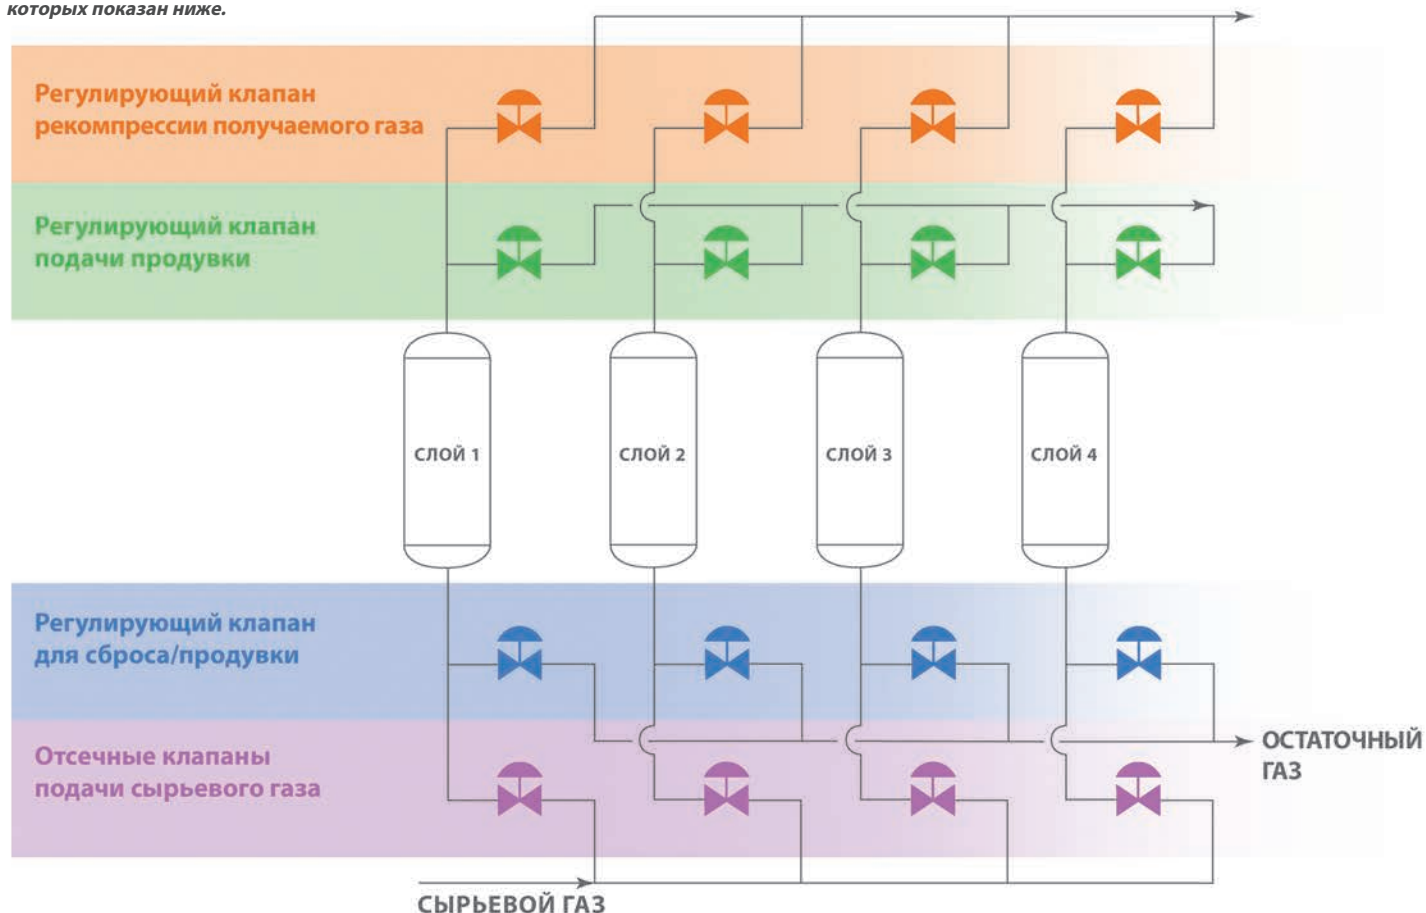 которых показан ниже.
Регулирующий клапан
рекомпрессии получаемого газа
Регулирующий клапан
подачи продувки
СЛОЙ 1
СЛОЙ 2
СЛОЙ 3
СЛОЙ 4
Регулирующий клапан
для сброса/продувки
ОСТАТОЧНЫЙ
ГАЗ
Отсечные клапаны
подачи сырьевого газа
СЫРЬЕВОЙ ГАЗ